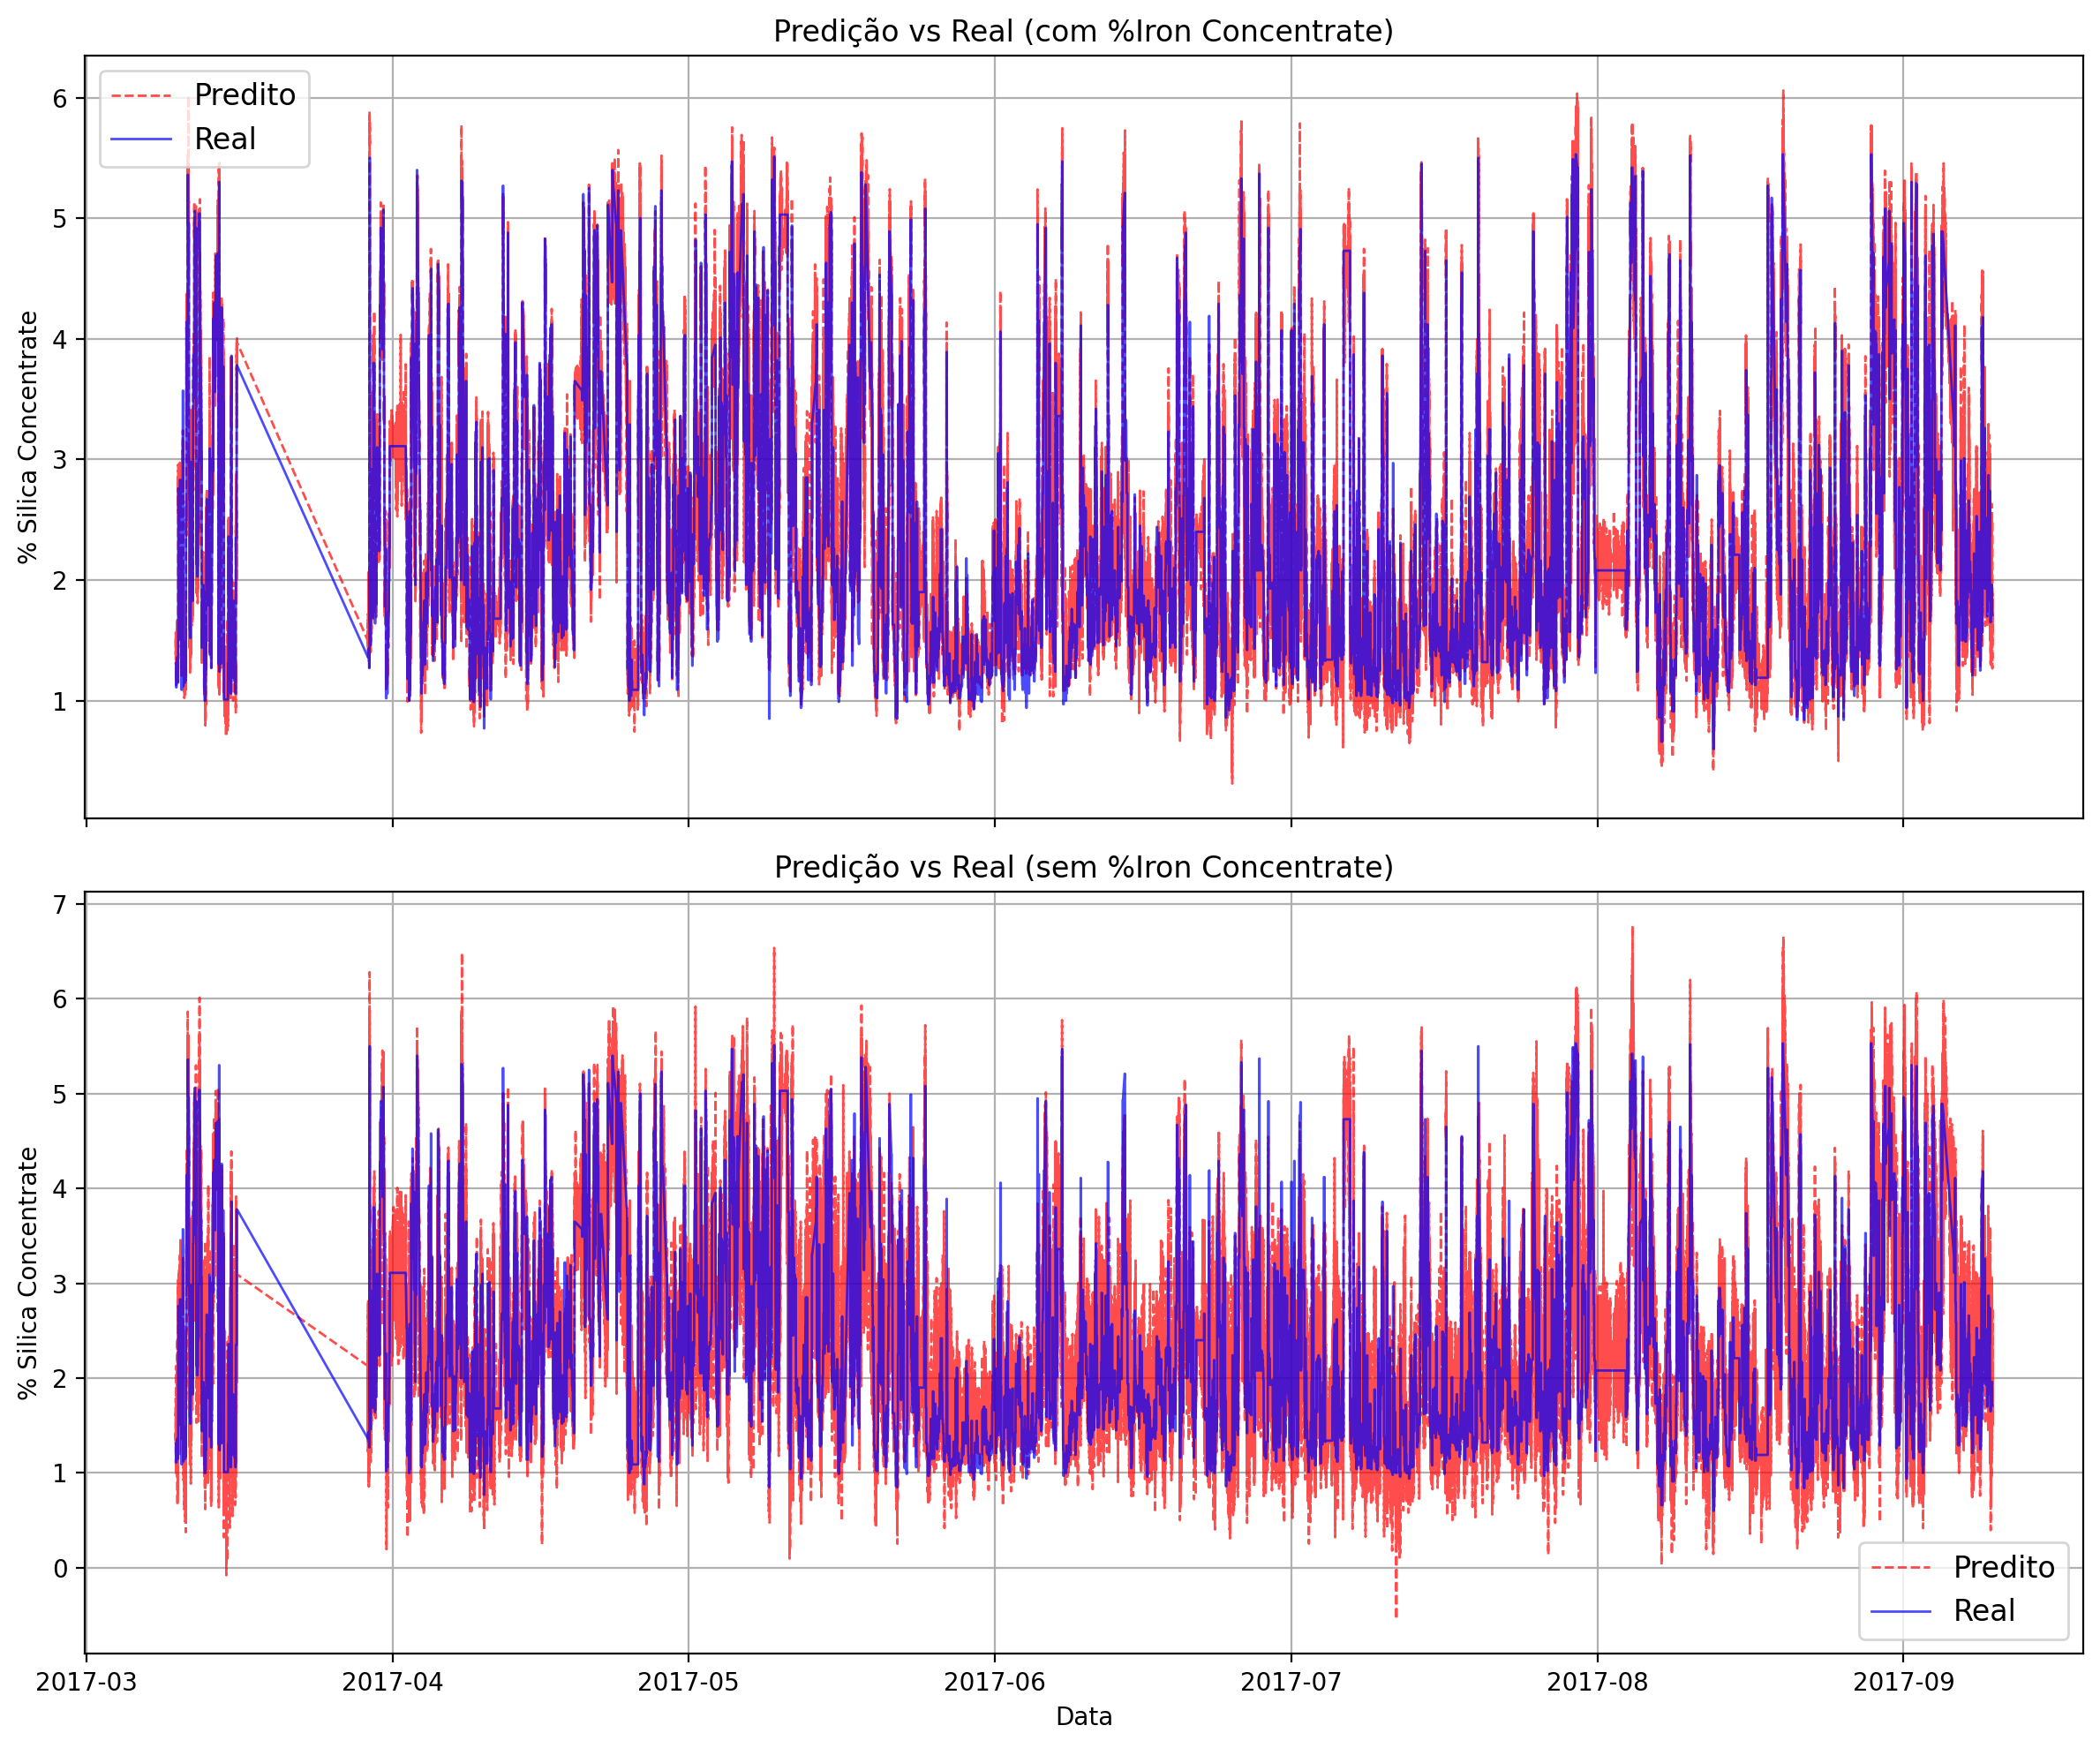 Predição vs Real (com %Iron Concentrate)
Predito
Real
6
5
4
3
2
1
% Silica Concentrate
Predição vs Real (sem %Iron Concentrate)
7
6
5
4
3
2
1
0
% Silica Concentrate
Predito
Real
2017-03 2017-04 2017-05 2017-06 2017-07 2017-08 2017-09
Data